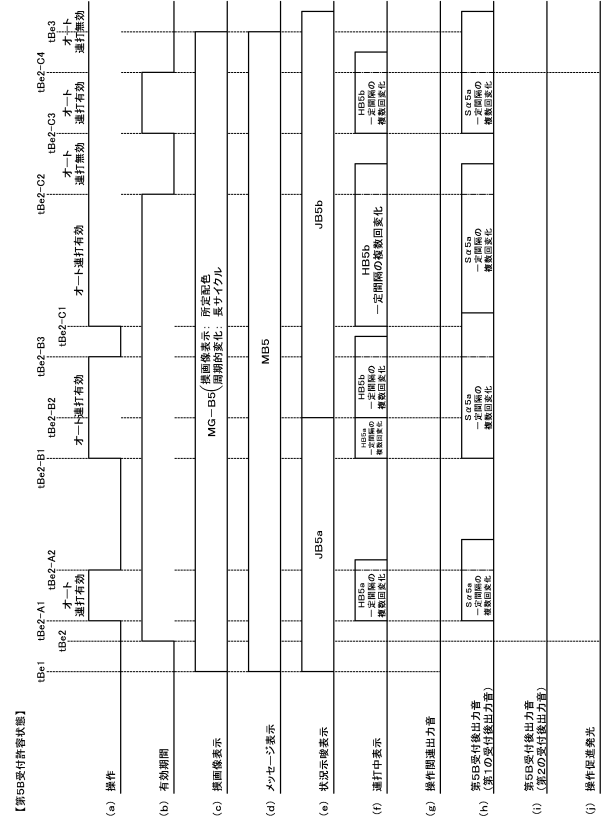 【第5B受付許容状態】
tBe1
tBe2
tBe2-A1
tBe2-A2
tBe2-B1
tBe2-B2
tBe2-B3
tBe2-C1
tBe2-C2
tBe2-C3
tBe2-C4
tBe3
(a) 操作
オート
連打有効
オート連打有効
オート連打有効
オート
連打無効
オート
連打有効
オート
連打無効
(b) 有効期間
(c) 摸画像表示
MG-B5(摸画像表示: 所定配色
周期的変化: 長サイクル)
(d) メッセージ表示
MB5
(e) 状況示唆表示
JB5a
JB5b
(f) 連打中表示
HB5a
一定間隔の
複数回変化
HB5a
一定間隔の
複数回変化
HB5b
一定間隔の
複数回変化
HB5b
一定間隔の複数回変化
HB5b
一定間隔の
複数回変化
(g) 操作関連出力音
(h) 第5B受付後出力音
(第1の受付後出力音)
Sα5a
一定間隔の
複数回変化
Sα5a
一定間隔の
複数回変化
Sα5a
一定間隔の
複数回変化
Sα5a
一定間隔の
複数回変化
(i) 第5B受付後出力音
(第2の受付後出力音)
(j) 操作促進発光